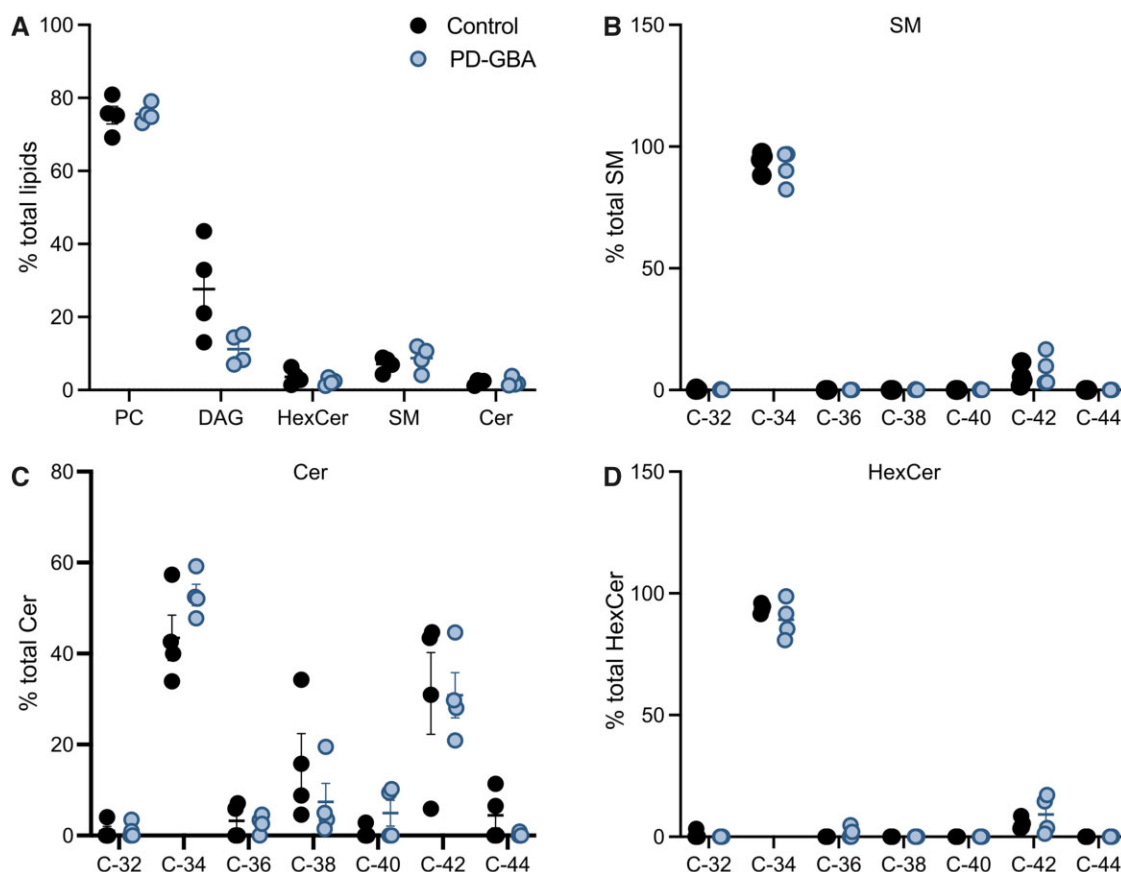 A
100
80
60
40
20
0
% total lipids
PC DAG HexCer SM Cer
Control
PD-GBA
B
SM
150
100
50
0
% total SM
C-32 C-34 C-36 C-38 C-40 C-42 C-44
C
Cer
80
60
40
20
0
% total Cer
C-32 C-34 C-36 C-38 C-40 C-42 C-44
D
HexCer
150
100
50
0
% total HexCer
C-32 C-34 C-36 C-38 C-40 C-42 C-44